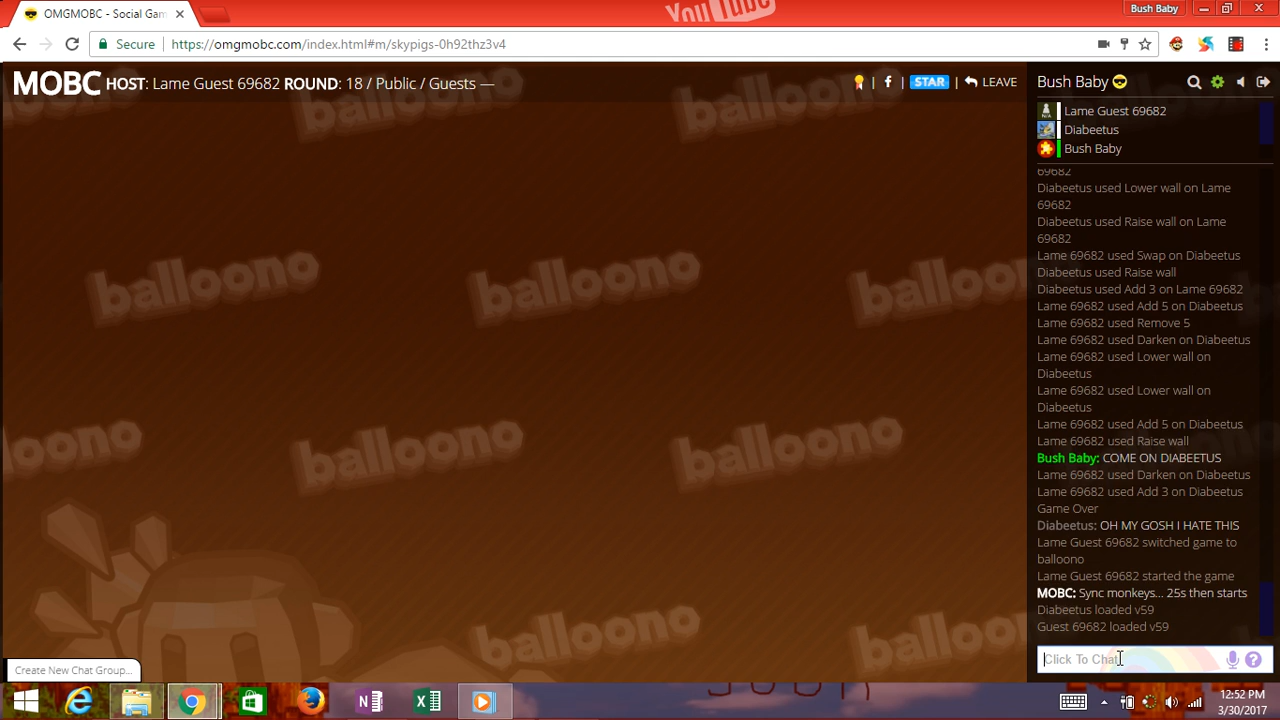 YouTube
OMGMOBC - Social Gam
Bush Baby
Secure
https://omgmobc.com/index.html#m/skypigs-0h92thz3v4
MOBC HOST: Lame Guest 69682 ROUND: 18 / Public / Guests —
f
STAR
LEAVE
Bush Baby
N/A
Lame Guest 69682
Diabeetus
Bush Baby
69682
Diabeetus used Lower wall on Lame
69682
Diabeetus used Raise wall on Lame
69682
Lame 69682 used Swap on Diabeetus
Diabeetus used Raise wall
Diabeetus used Add 3 on Lame 69682
Lame 69682 used Add 5 on Diabeetus
Lame 69682 used Remove 5
Lame 69682 used Darken on Diabeetus
Lame 69682 used Lower wall on
Diabeetus
Lame 69682 used Lower wall on
Diabeetus
Lame 69682 used Add 5 on Diabeetus
Lame 69682 used Raise wall
Bush Baby: COME ON DIABEETUS
Lame 69682 used Darken on Diabeetus
Lame 69682 used Add 3 on Diabeetus
Game Over
Diabeetus: OH MY GOSH I HATE THIS
Lame Guest 69682 switched game to
balloono
Lame Guest 69682 started the game
MOBC: Sync monkeys... 25s then starts
Diabeetus loaded v59
Guest 69682 loaded v59
Click To Chat
balloono
balloono
balloono
balloono
balloono
balloono
balloono
balloono
Create New Chat Group...
12:52 PM
3/30/2017